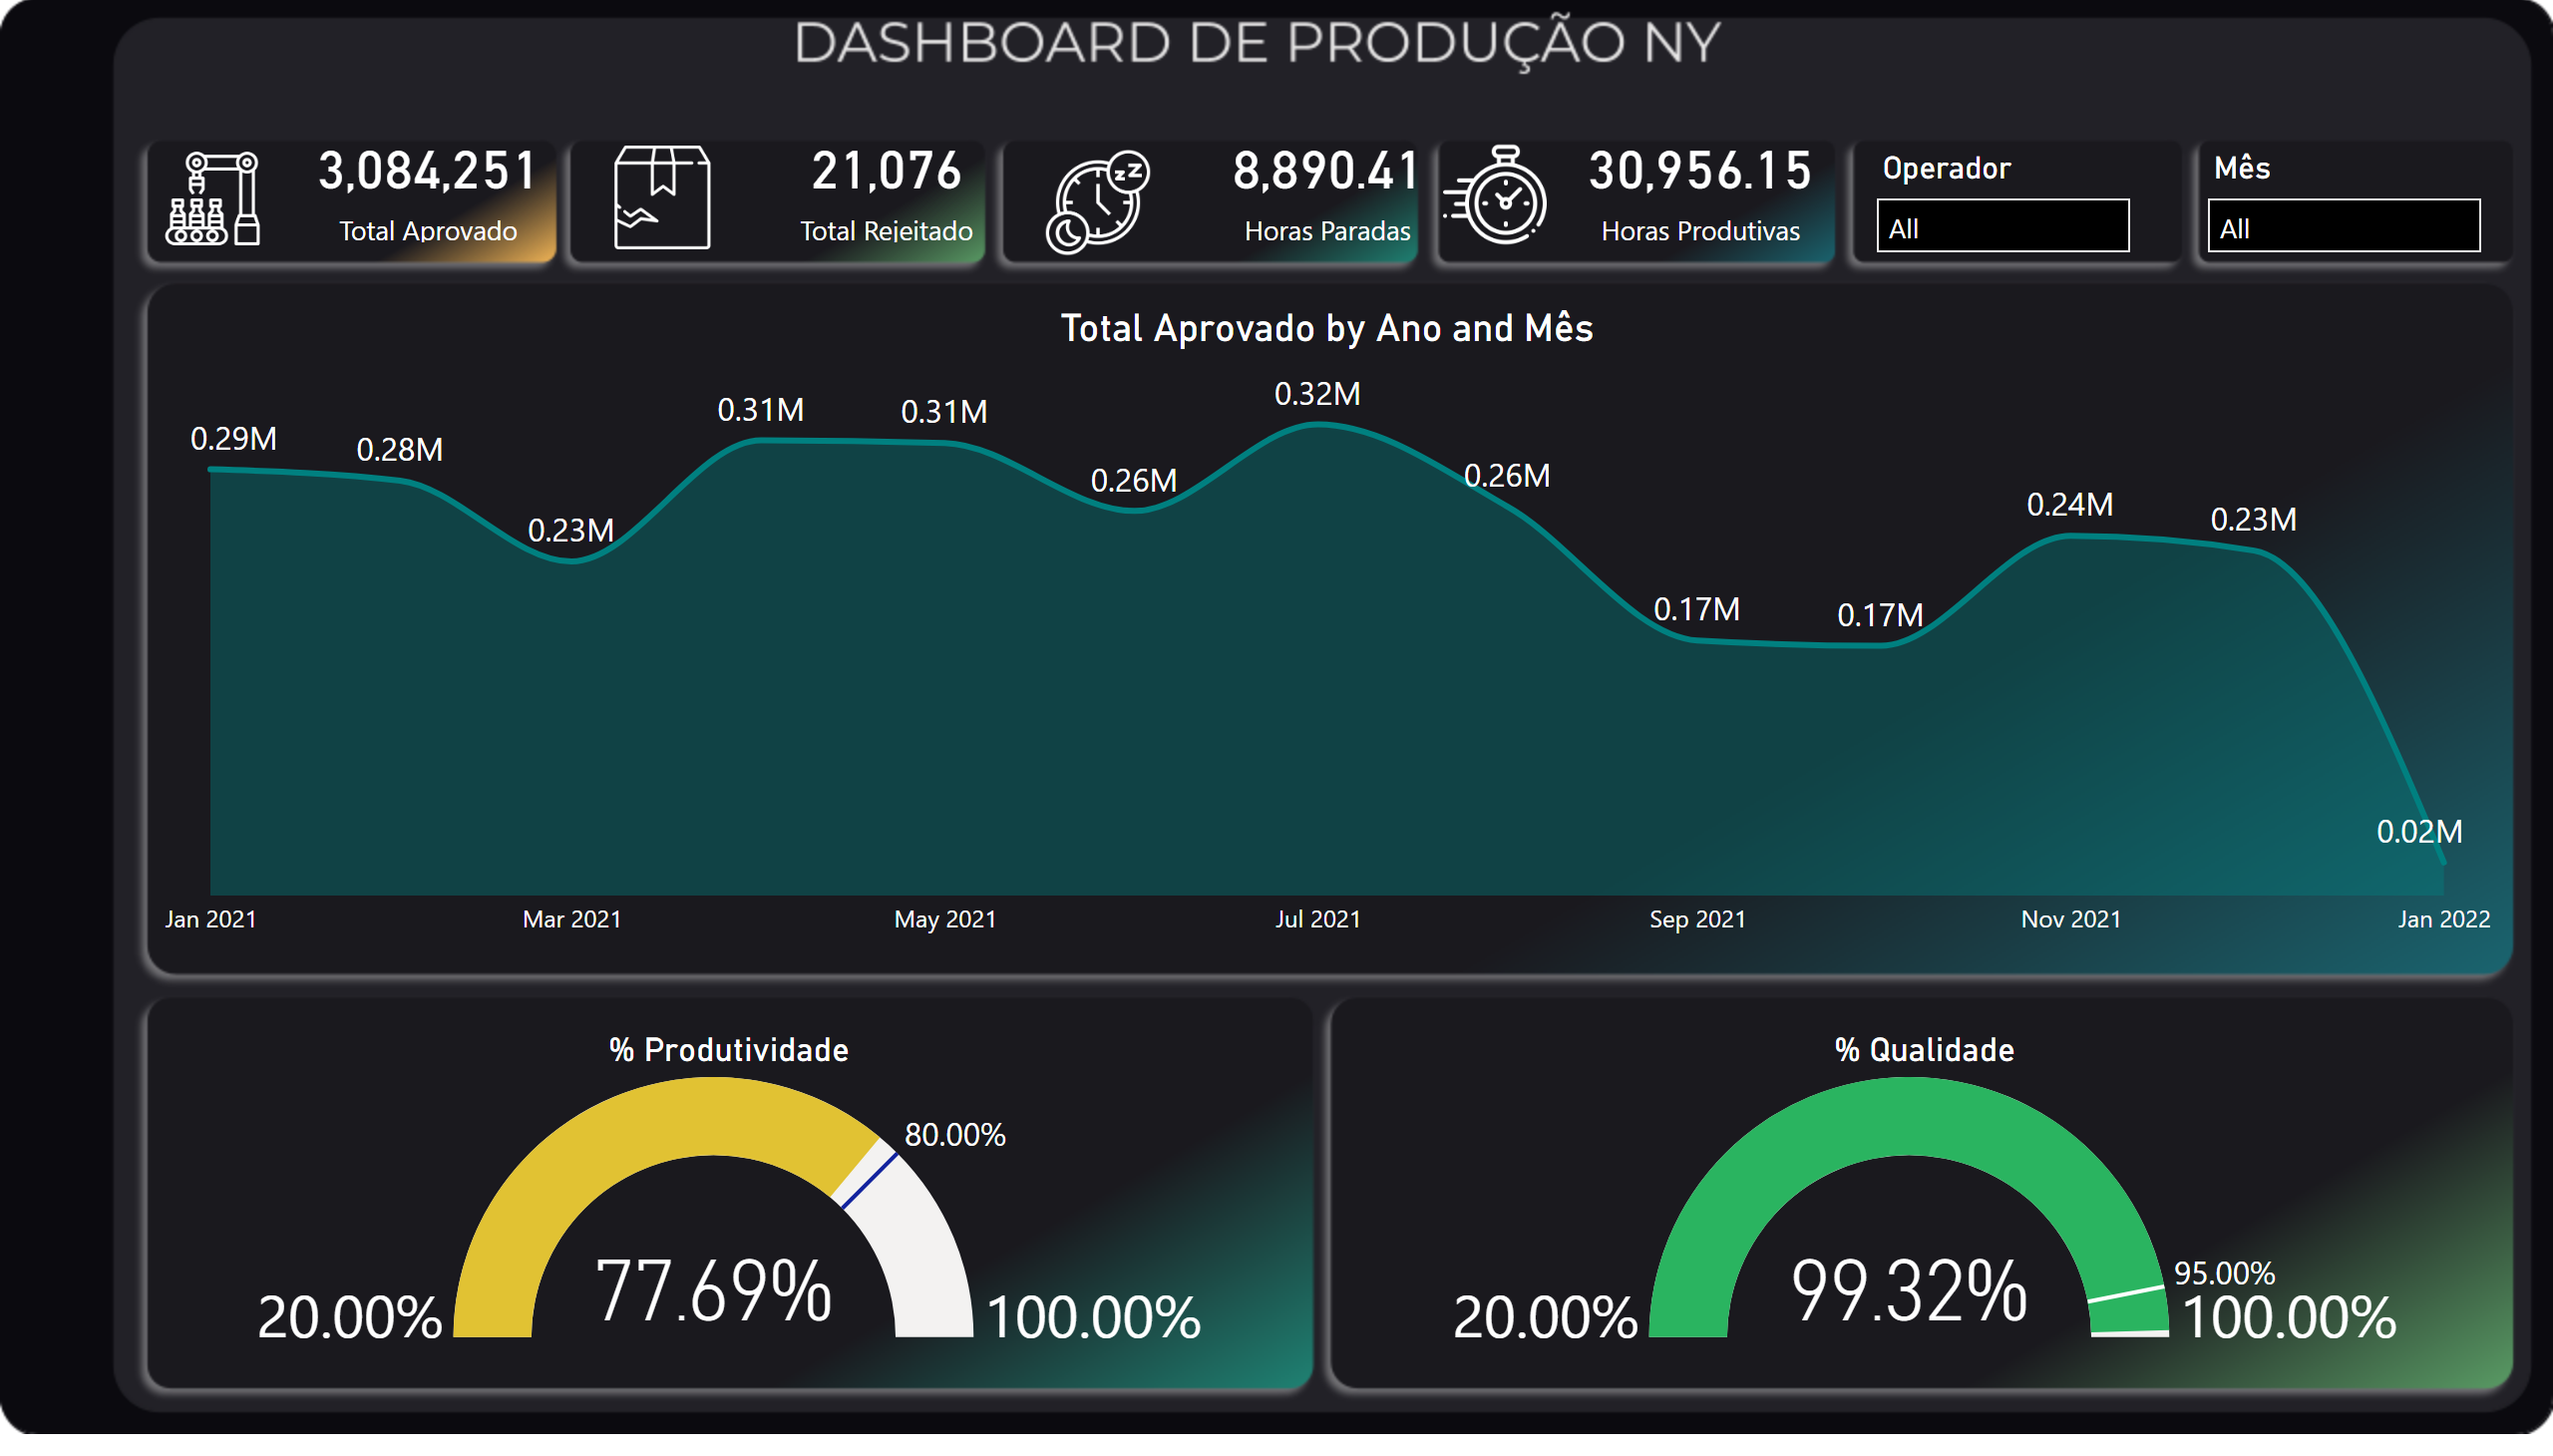 DASHBOARD DE PRODUÇÃO NY
3,084,251
Total Aprovado
21,076
Total Rejeitado
zz
8,890.41
Horas Paradas
30,956.15
Horas Produtivas
Operador
All
Mês
All
Total Aprovado by Ano and Mês
0.29M
0.28M
0.23M
0.31M
0.31M
0.26M
0.32M
0.26M
0.17M
0.17M
0.24M
0.23M
0.02M
Jan 2021
Mar 2021
May 2021
Jul 2021
Sep 2021
Nov 2021
Jan 2022
% Produtividade
80.00%
77.69%
20.00%
100.00%
% Qualidade
95.00%
99.32%
20.00%
100.00%